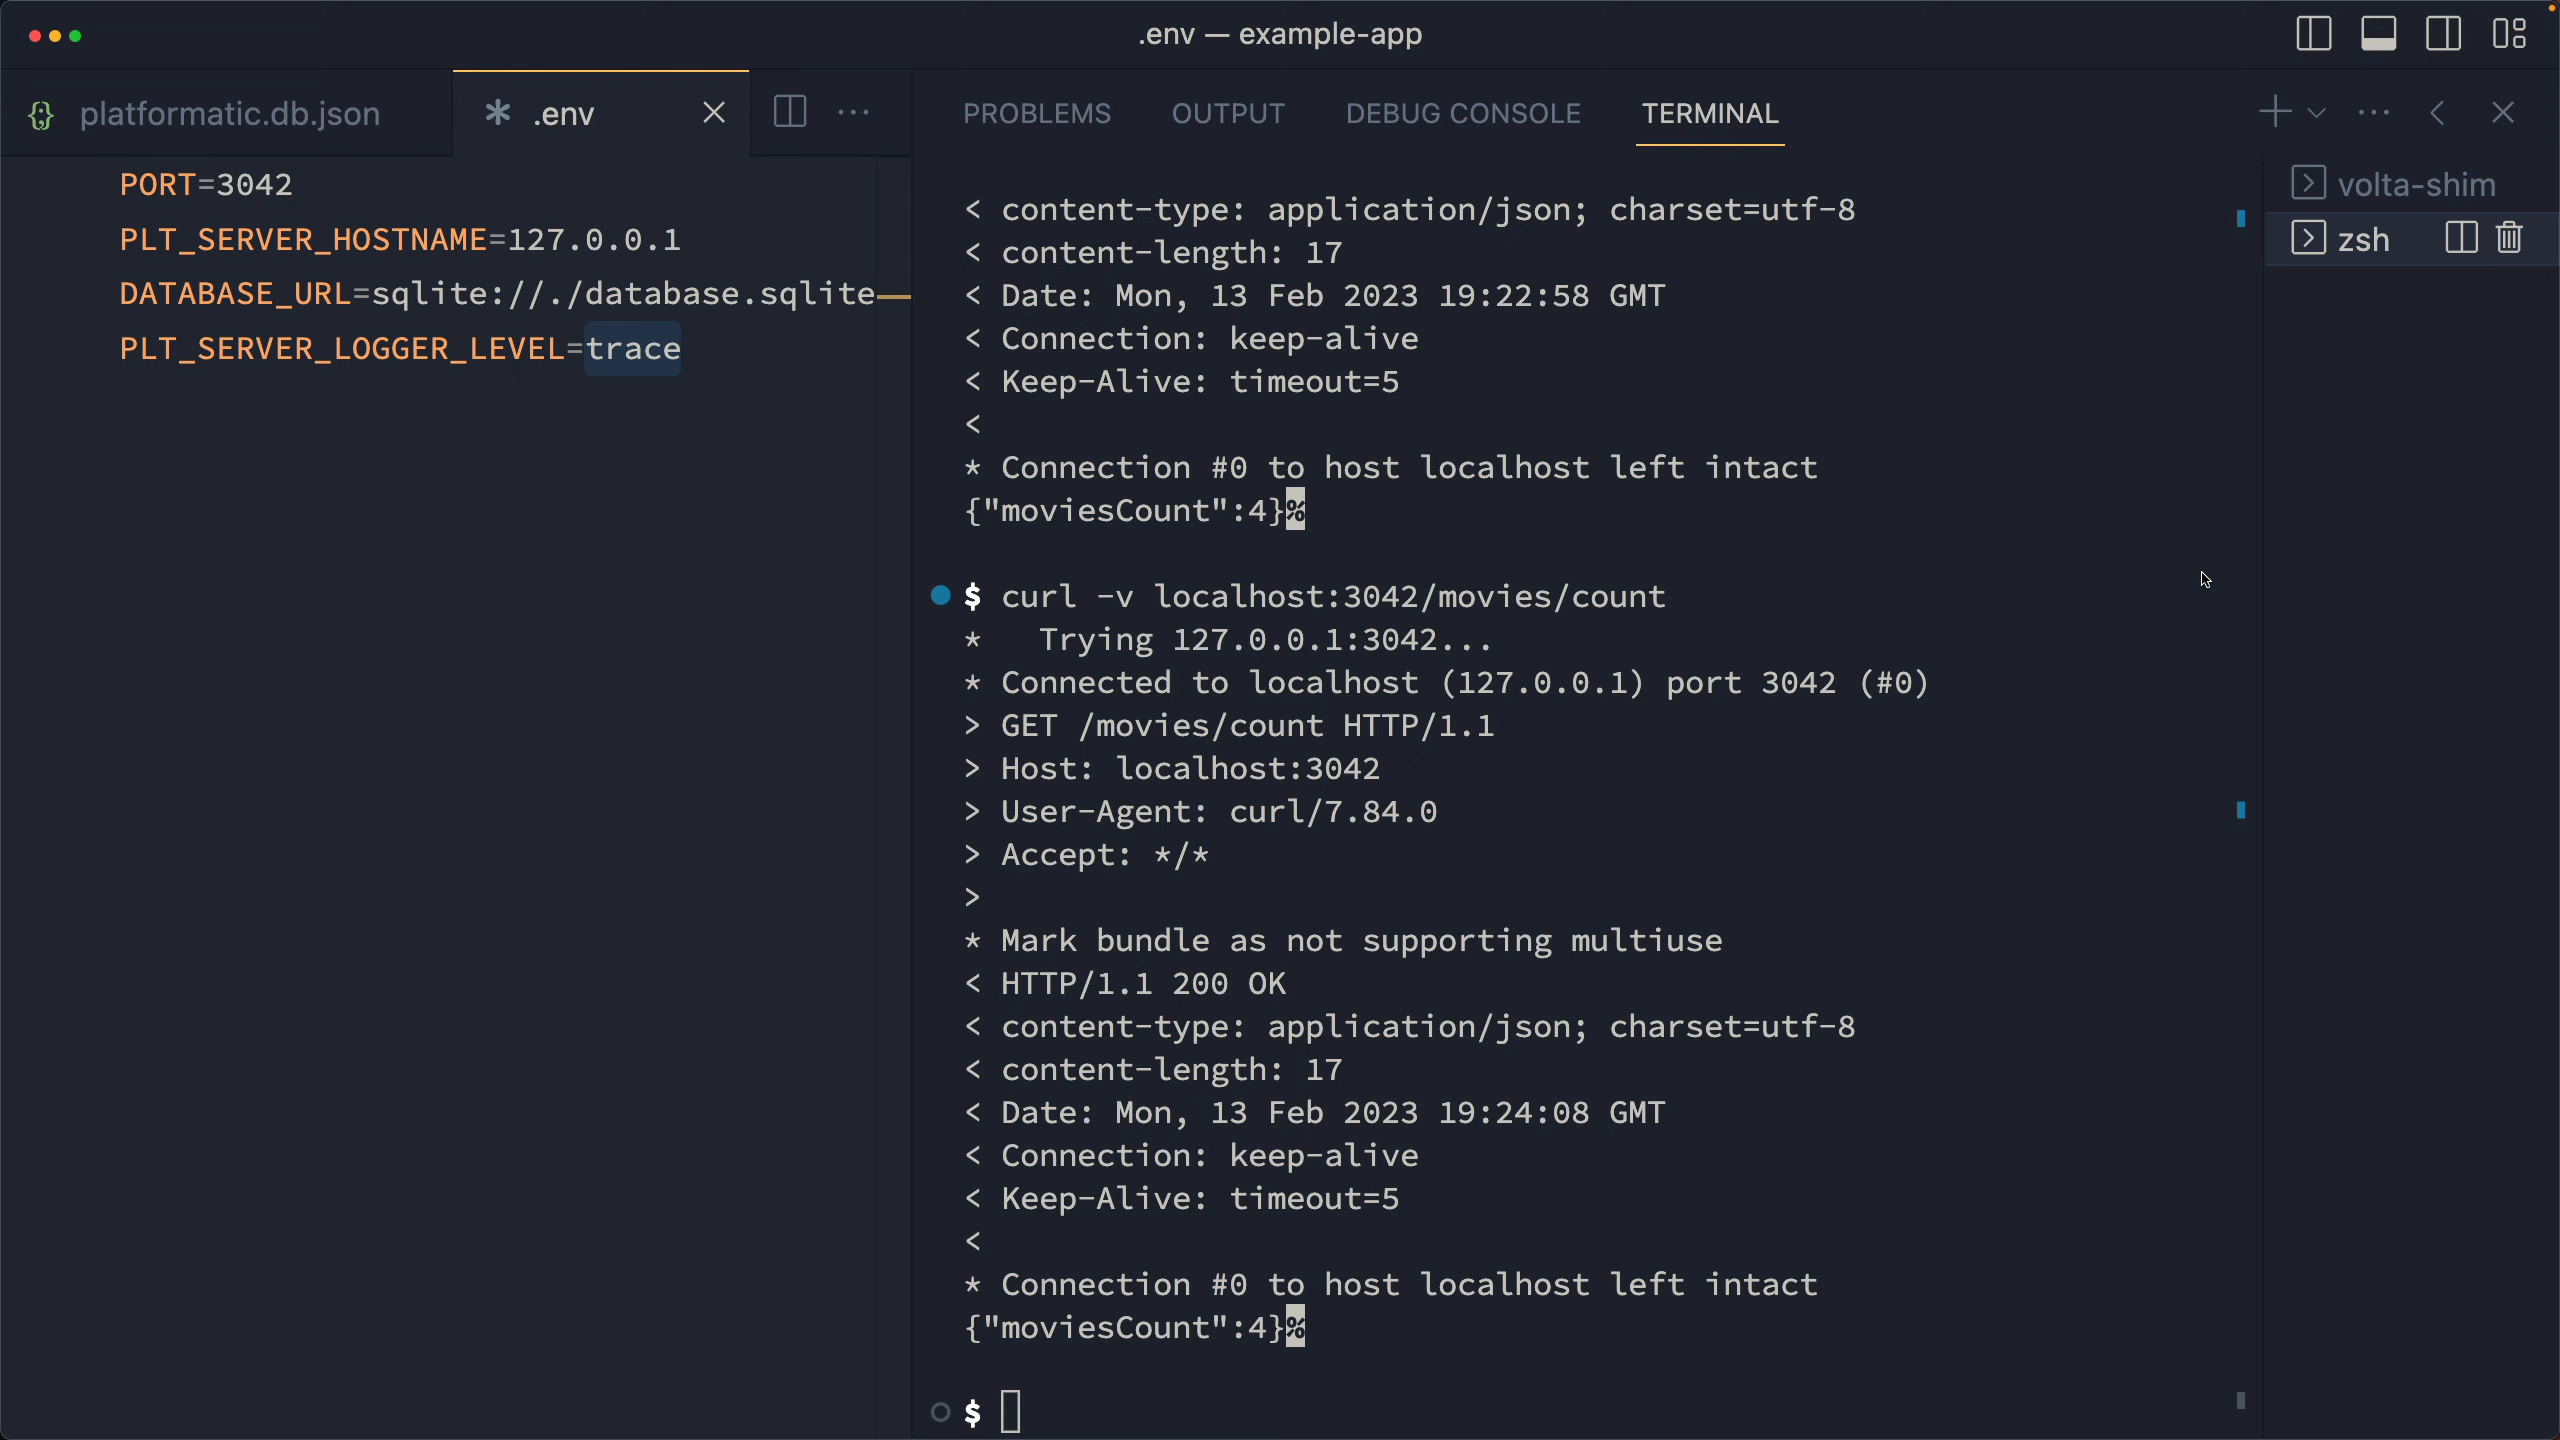 .env — example-app
platformatic.db.json
.env
PORT=3042
PLT_SERVER_HOSTNAME=127.0.0.1
DATABASE_URL=sqlite://./database.sqlite
PLT_SERVER_LOGGER_LEVEL=trace
PROBLEMS OUTPUT DEBUG CONSOLE TERMINAL
< content-type: application/json; charset=utf-8
< content-length: 17
< Date: Mon, 13 Feb 2023 19:22:58 GMT
< Connection: keep-alive
< Keep-Alive: timeout=5
<
* Connection #0 to host localhost left intact
{"moviesCount":4}%
$ curl -v localhost:3042/movies/count
*   Trying 127.0.0.1:3042...
* Connected to localhost (127.0.0.1) port 3042 (#0)
> GET /movies/count HTTP/1.1
> Host: localhost:3042
> User-Agent: curl/7.84.0
> Accept: */*
>
* Mark bundle as not supporting multiuse
< HTTP/1.1 200 OK
< content-type: application/json; charset=utf-8
< content-length: 17
< Date: Mon, 13 Feb 2023 19:24:08 GMT
< Connection: keep-alive
< Keep-Alive: timeout=5
<
* Connection #0 to host localhost left intact
{"moviesCount":4}%
$
volta-shim
zsh